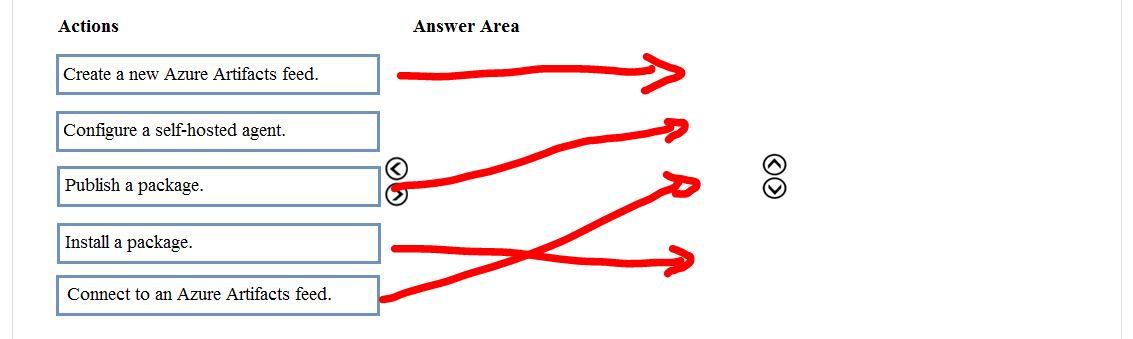 Actions
Answer Area
Create a new Azure Artifacts feed.
Configure a self-hosted agent.
Publish a package.
Install a package.
Connect to an Azure Artifacts feed.